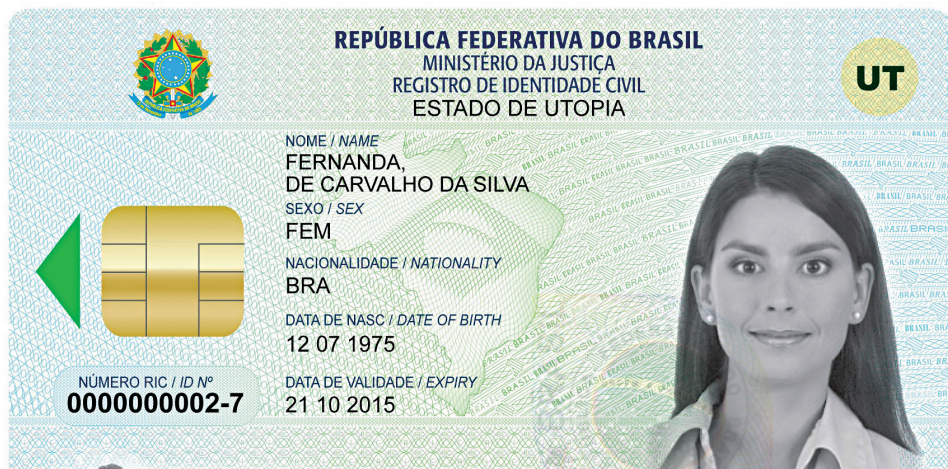 REPÚBLICA FEDERATIVA DO BRASIL
MINISTÉRIO DA JUSTIÇA
REGISTRO DE IDENTIDADE CIVIL
ESTADO DE UTOPIA
UT
NOME / NAME
FERNANDA,
DE CARVALHO DA SILVA
SEXO / SEX
FEM
NACIONALIDADE / NATIONALITY
BRA
DATA DE NASC / DATE OF BIRTH
12 07 1975
NÚMERO RIC / ID Nº
0000000002-7
DATA DE VALIDADE / EXPIRY
21 10 2015